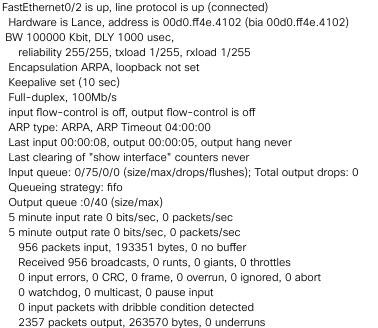 FastEthernet0/2 is up, line protocol is up (connected)
Hardware is Lance, address is 00d0.ff4e.4102 (bia 00d0.ff4e.4102)
BW 100000 Kbit, DLY 1000 usec,
reliability 255/255, txload 1/255, rxload 1/255
Encapsulation ARPA, loopback not set
Keepalive set (10 sec)
Full-duplex, 100Mb/s
input flow-control is off, output flow-control is off
ARP type: ARPA, ARP Timeout 04:00:00
Last input 00:00:08, output 00:00:05, output hang never
Last clearing of "show interface" counters never
Input queue: 0/75/0/0 (size/max/drops/flushes); Total output drops: 0
Queueing strategy: fifo
Output queue :0/40 (size/max)
5 minute input rate 0 bits/sec, 0 packets/sec
5 minute output rate 0 bits/sec, 0 packets/sec
956 packets input, 193351 bytes, 0 no buffer
Received 956 broadcasts, 0 runts, 0 giants, 0 throttles
0 input errors, 0 CRC, 0 frame, 0 overrun, 0 ignored, 0 abort
0 watchdog, 0 multicast, 0 pause input
0 input packets with dribble condition detected
2357 packets output, 263570 bytes, 0 underruns